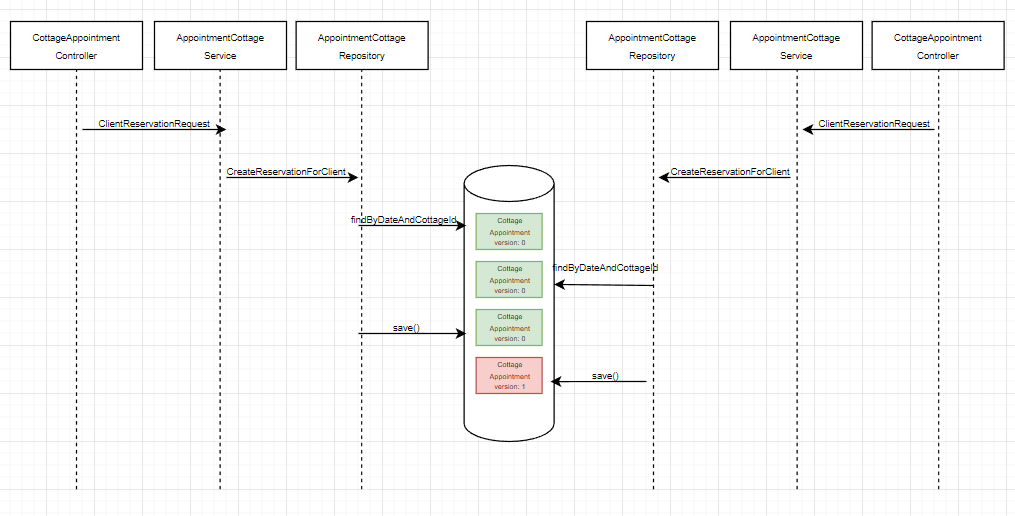 CottageAppointment
Controller
AppointmentCottage
Service
AppointmentCottage
Repository
AppointmentCottage
Repository
AppointmentCottage
Service
CottageAppointment
Controller
ClientReservationRequest
ClientReservationRequest
CreateReservationForClient
CreateReservationForClient
findByDateAndCottageId
Cottage
Appointment
version: 0
findByDateAndCottageId
Cottage
Appointment
version: 0
save()
Cottage
Appointment
version: 0
save()
Cottage
Appointment
version: 1